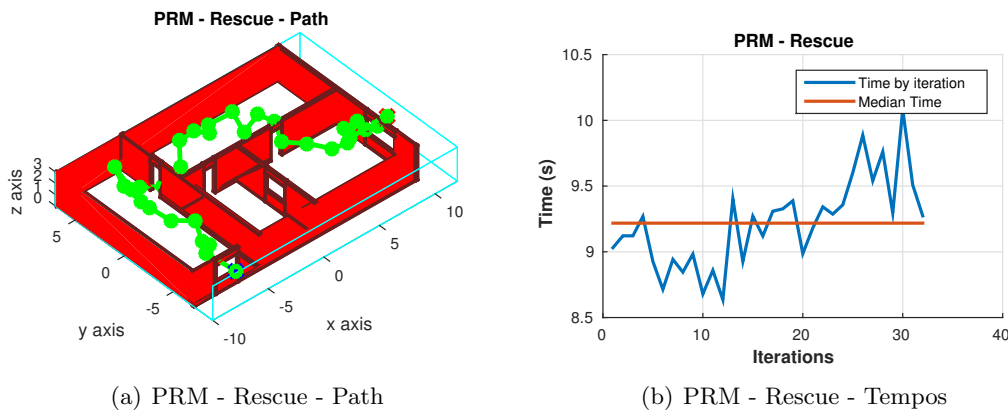 PRM - Rescue - Path
3
2
1
0
z axis
5
0
-5
y axis
-10
-5
0
5
10
x axis
(a) PRM - Rescue - Path
PRM - Rescue
10.5
10
9.5
9
8.5
Time (s)
Time by iteration
Median Time
0
10
20
30
40
Iterations
(b) PRM - Rescue - Tempos